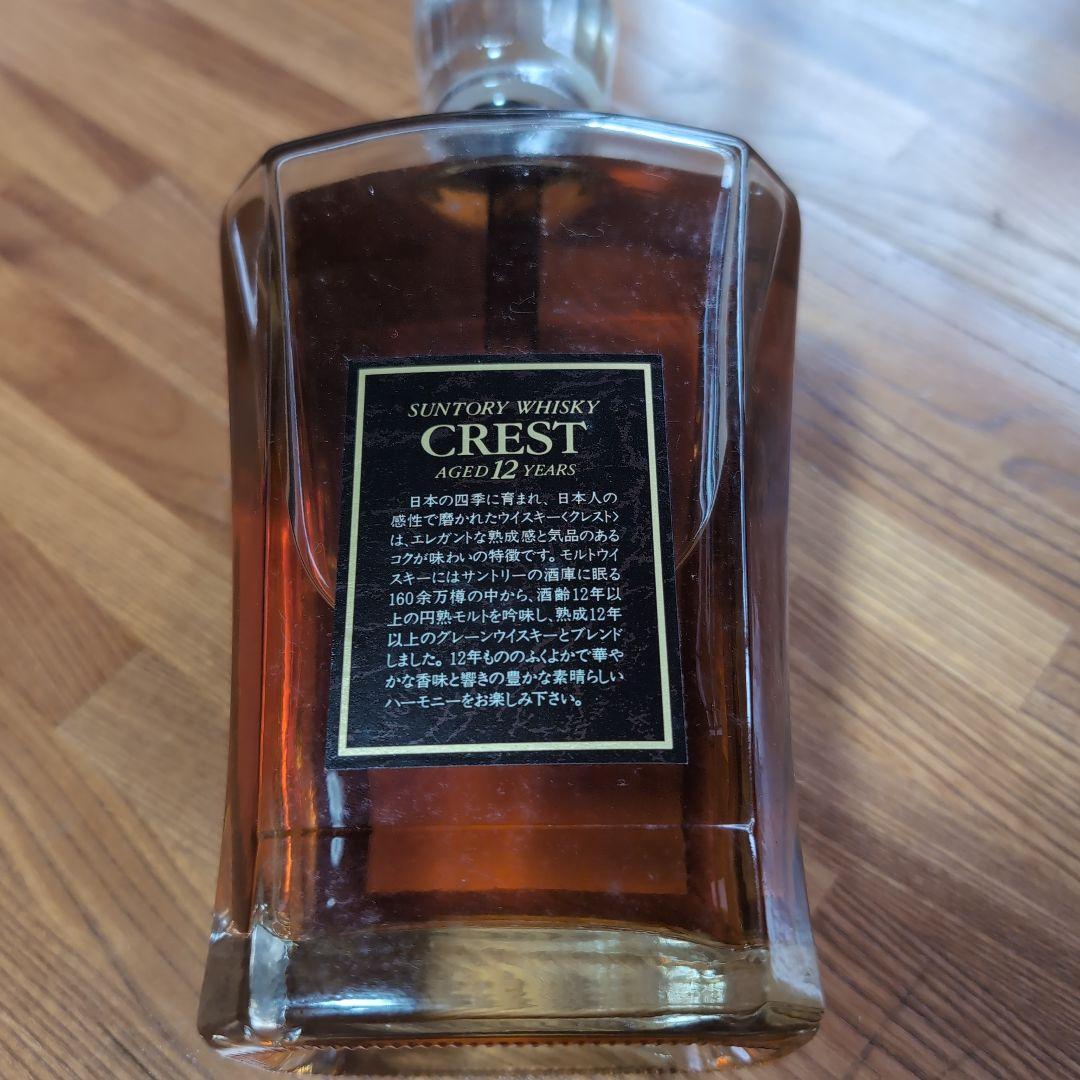 SUNTORY WHISKY
CREST
AGED 12 YEARS
日本の四季に育まれ、日本人の
感性で磨かれたウイスキー〈クレスト〉
は、エレガントな熟成感と気品のある
コクが味わいの特徴です。モルトウイ
スキーにはサントリーの酒庫に眠る
160余万樽の中から、酒齢12年以
上の円熟モルトを吟味し、熟成12年
以上のグレーンウイスキーとブレンド
しました。12年もののふくよかで華や
かな香味と響きの豊かな素晴らしい
ハーモニーをお楽しみ下さい。